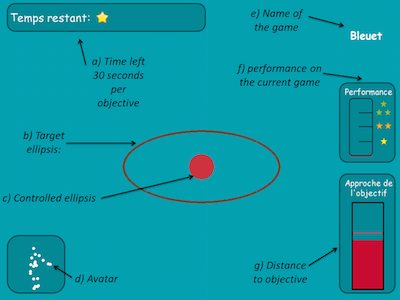 Temps restant:
e) Name of
the game
Bleuet
a) Time left
30 seconds
per
objective
f) performance on
the current game
Performance
b) Target
ellipsis:
c) Controlled ellipsis
Approche de
l'objectif
d) Avatar
g) Distance
to objective